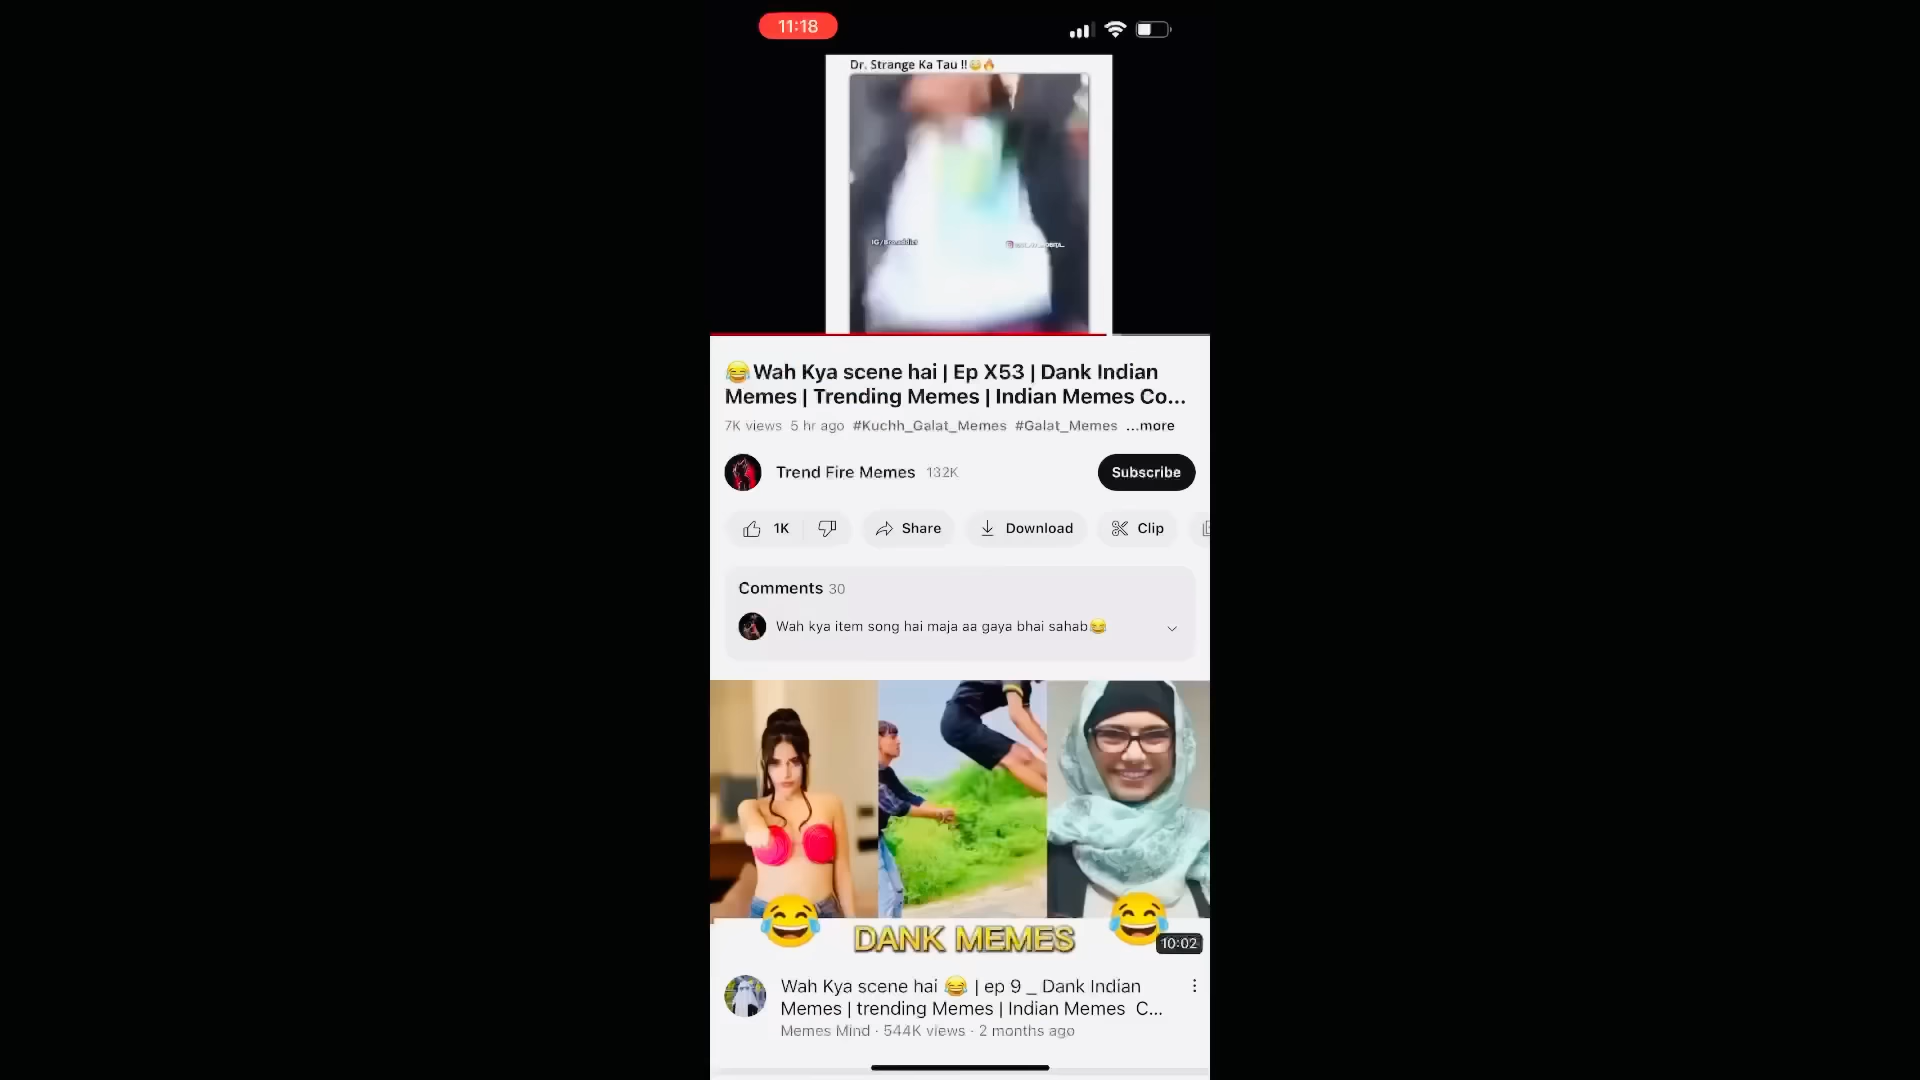 11:18
Dr. Strange Ka Tau !!😂🔥
😂Wah Kya scene hai | Ep X53 | Dank Indian
Memes | Trending Memes | Indian Memes Co...
7K views 5 hr ago #Kuchh_Galat_Memes #Galat_Memes ...more
Trend Fire Memes 132K
Subscribe
1K Share Download Clip
Comments 30
Wah kya item song hai maja aa gaya bhai sahab😂
DANK MEMES
10:02
Wah Kya scene hai 😂 | ep 9 _ Dank Indian
Memes | trending Memes | Indian Memes C...
Memes Mind · 544K views · 2 months ago